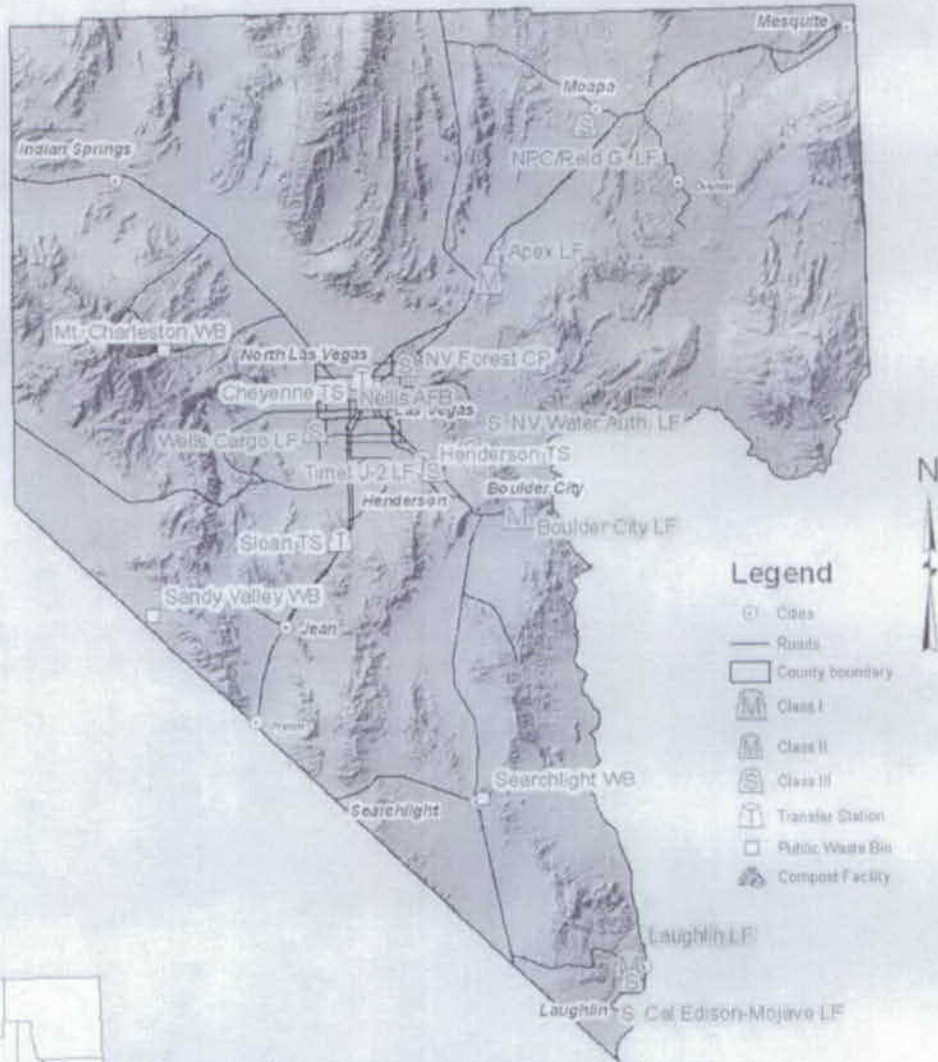 Mesquite
Moapa
Indian Springs
NPC/Reid G. LF
Overton
Apex LF
M
Mt. Charleston WB
North Las Vegas
S NV Forest CP
T
Cheyenne TS
Nellis AFB
Las Vegas
S NV Water Auth. LF
S
Wells Cargo LF
Henderson TS
Timet J-2 LF S
Boulder City
Henderson
M
Boulder City LF
Sloan TS T
N
Legend
Cities
Roads
County boundary
M Class I
M Class II
S Class III
T Transfer Station
Public Waste Bin
Compost Facility
Sandy Valley WB
Jean
Searchlight WB
Searchlight
Laughlin LF
S
Laughlin
S Cal Edison-Mojave LF